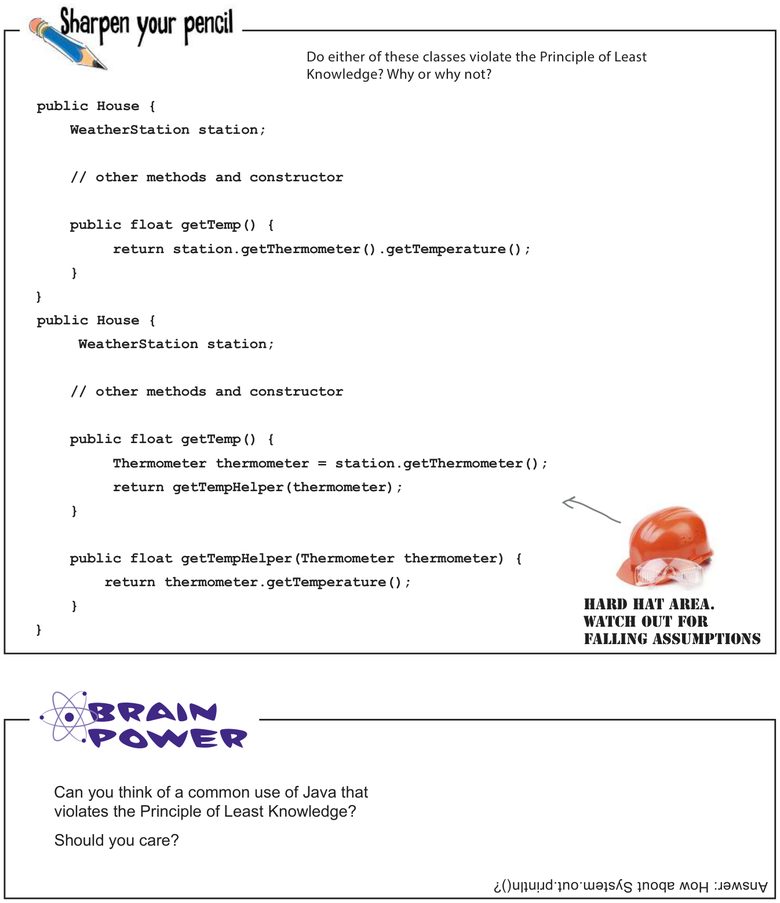 Sharpen your pencil
Do either of these classes violate the Principle of Least
Knowledge? Why or why not?
public House {
WeatherStation station;
// other methods and constructor
public float getTemp() {
return station.getThermometer().getTemperature();
}
}
public House {
WeatherStation station;
// other methods and constructor
public float getTemp() {
Thermometer thermometer = station.getThermometer();
return getTempHelper(thermometer);
}
public float getTempHelper(Thermometer thermometer) {
return thermometer.getTemperature();
}
}
HARD HAT AREA.
WATCH OUT FOR
FALLING ASSUMPTIONS
BRAIN
POWER
Can you think of a common use of Java that
violates the Principle of Least Knowledge?
Should you care?
Answer: How about System.out.println()?